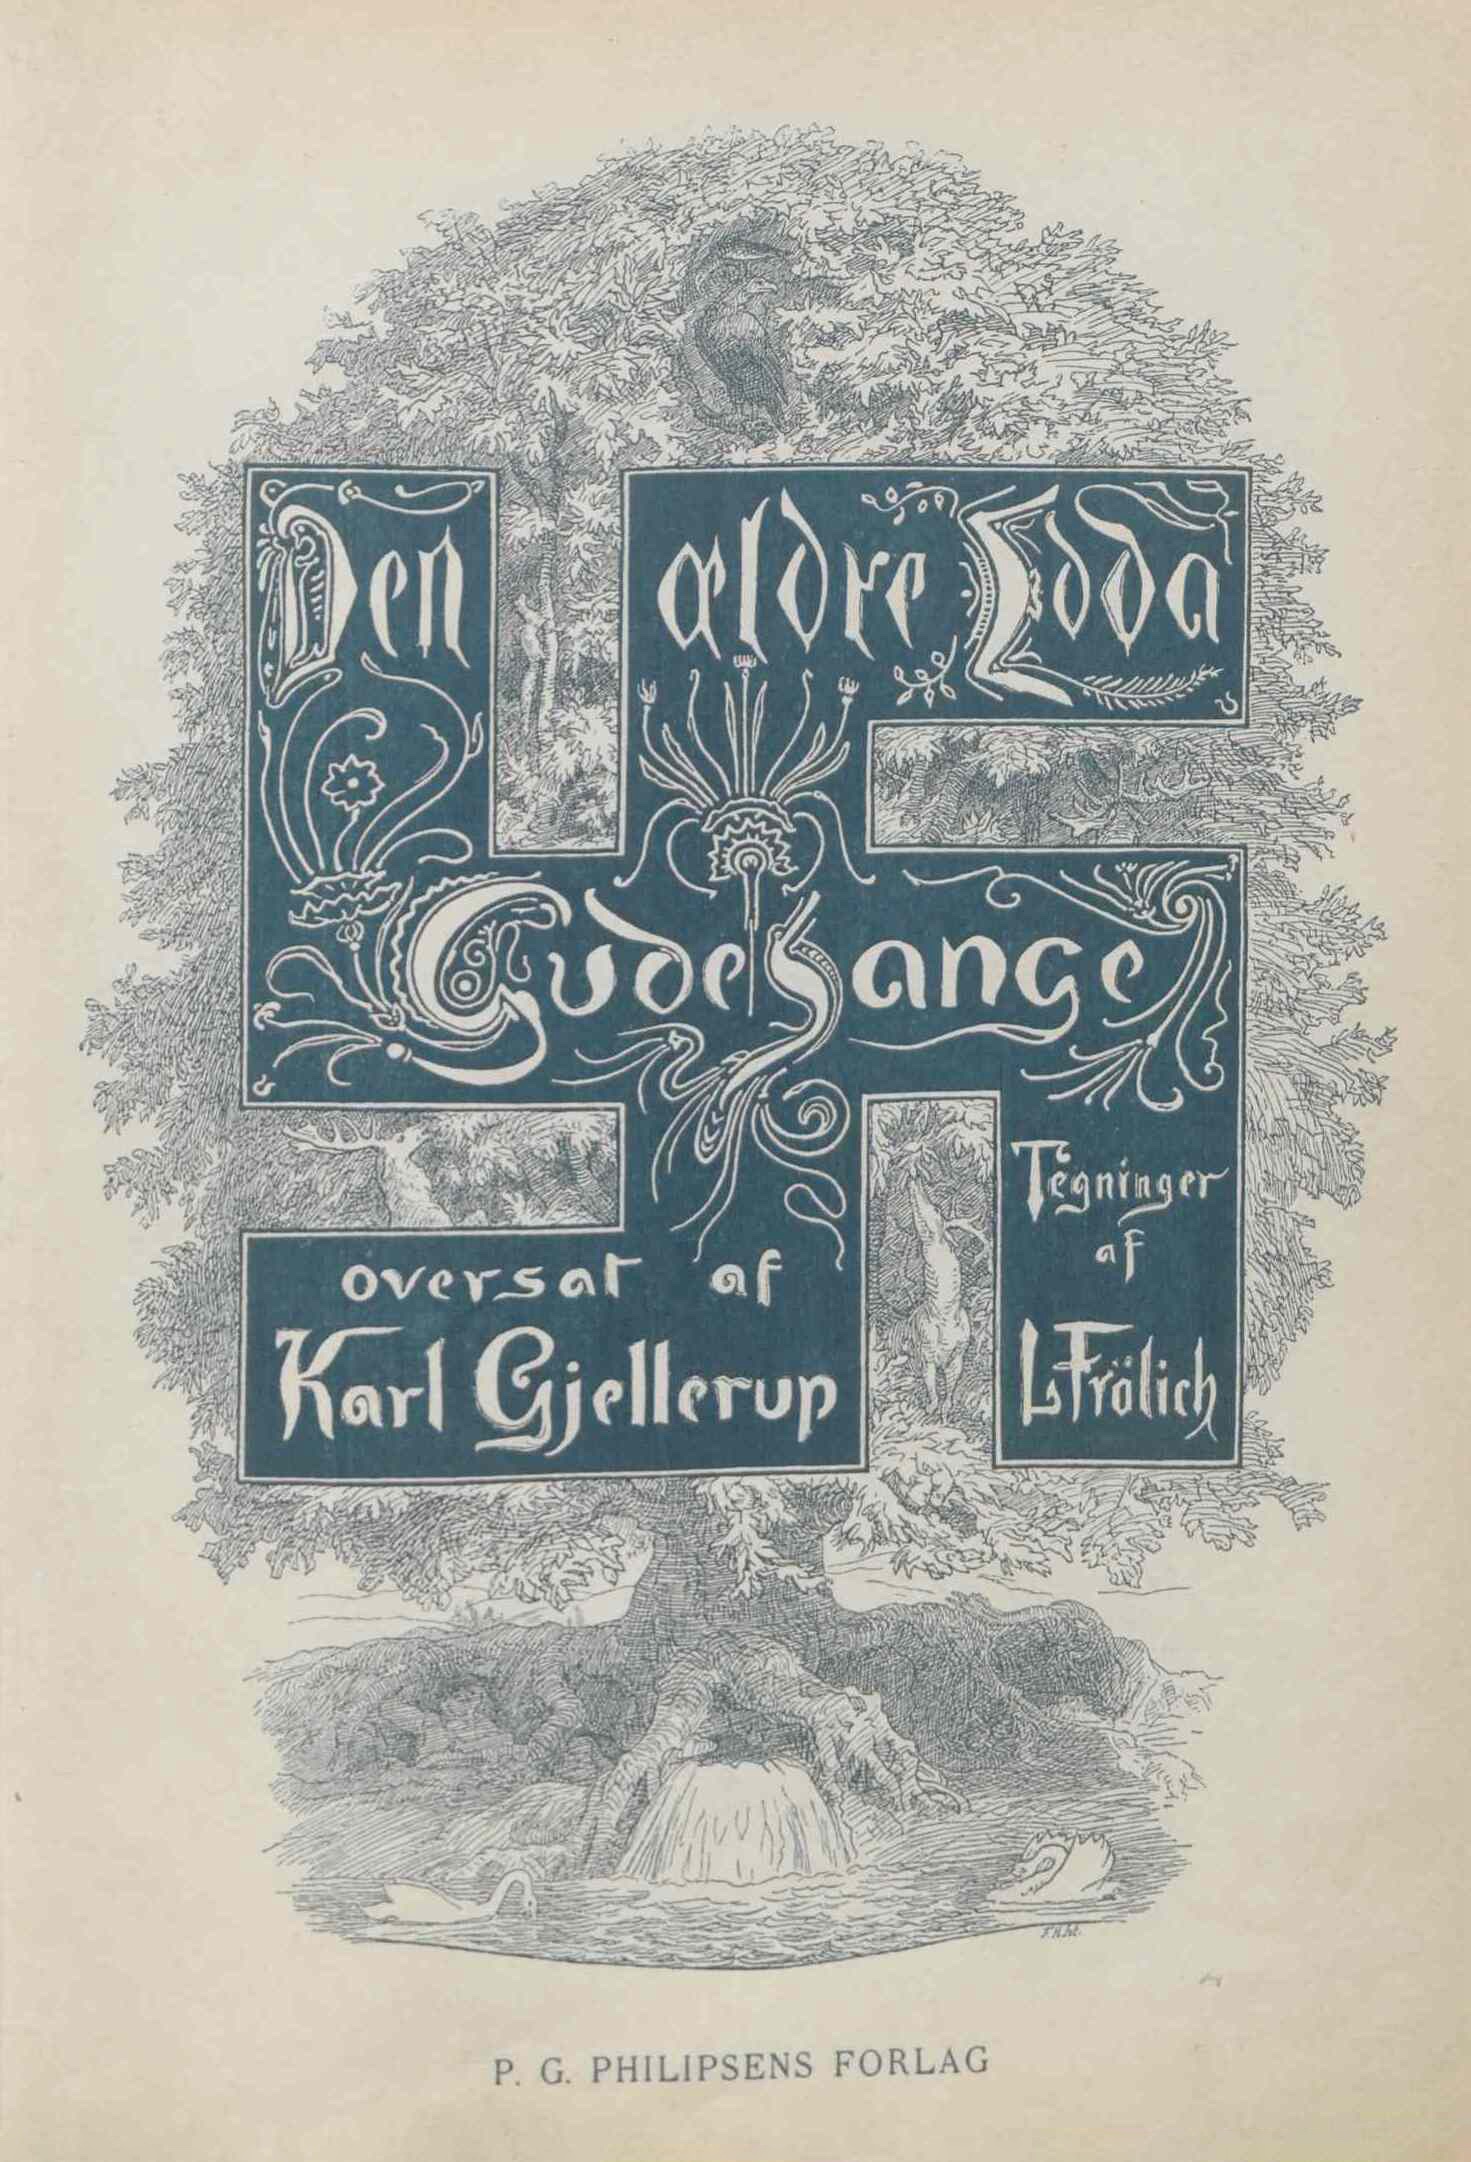 Den ældre Edda
Gudesange
oversat af
Karl Gjellerup
Tegninger
af
L Frölich
P. G. PHILIPSENS FORLAG